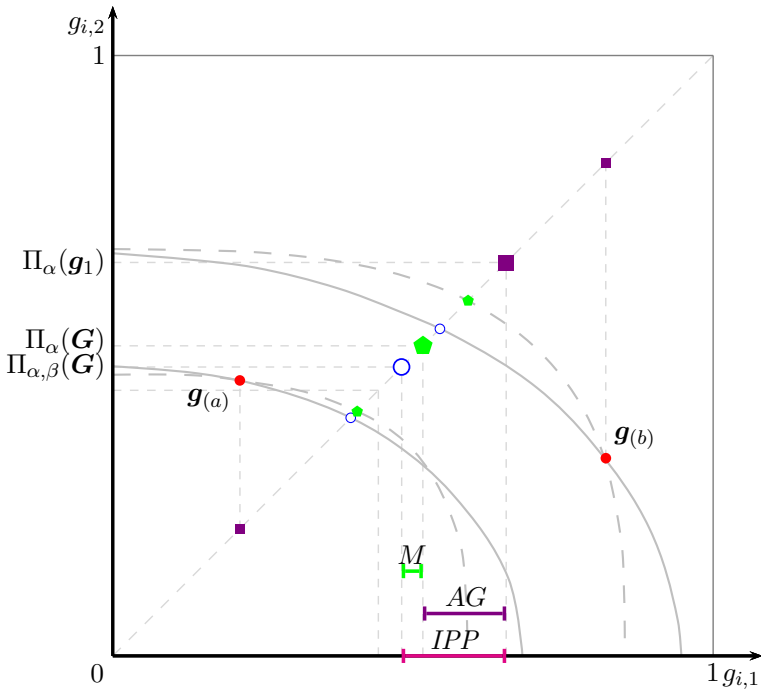 g_{i,2}
1
Π_α(g_1)
Π_α(G)
Π_{α,β}(G)
g_{(a)}
g_{(b)}
M
AG
IPP
0
1 g_{i,1}